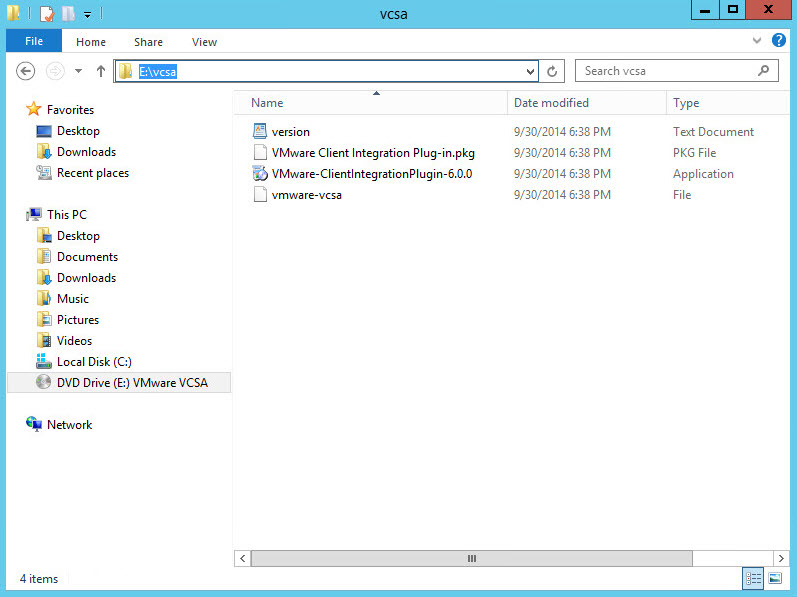 vcsa
File Home Share View
E:\vcsa
Search vcsa
Favorites
Desktop
Downloads
Recent places
This PC
Desktop
Documents
Downloads
Music
Pictures
Videos
Local Disk (C:)
DVD Drive (E:) VMware VCSA
Network
Name Date modified Type
version 9/30/2014 6:38 PM Text Document
VMware Client Integration Plug-in.pkg 9/30/2014 6:38 PM PKG File
VMware-ClientIntegrationPlugin-6.0.0 9/30/2014 6:38 PM Application
vmware-vcsa 9/30/2014 6:38 PM File
4 items